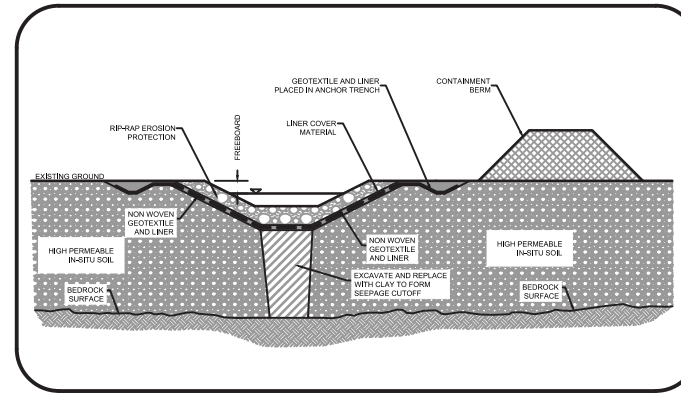 GEOTEXTILE AND LINER
PLACED IN ANCHOR TRENCH
CONTAINMENT
BERM
RIP-RAP EROSION
PROTECTION
FREEBOARD
LINER COVER
MATERIAL
EXISTING GROUND
NON WOVEN
GEOTEXTILE
AND LINER
NON WOVEN
GEOTEXTILE
AND LINER
HIGH PERMEABLE
IN-SITU SOIL
HIGH PERMEABLE
IN-SITU SOIL
EXCAVATE AND REPLACE
WITH CLAY TO FORM
SEEPAGE CUTOFF
BEDROCK
SURFACE
BEDROCK
SURFACE